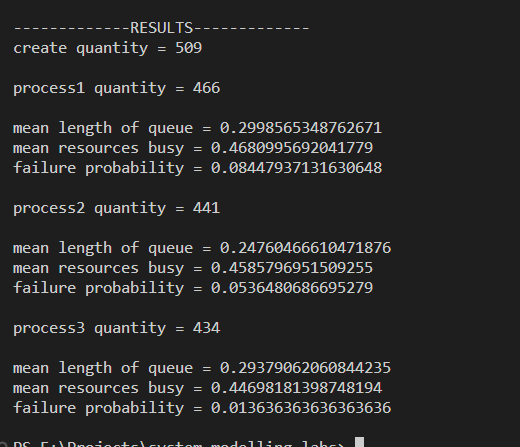 -------------RESULTS-------------
create quantity = 509
process1 quantity = 466
mean length of queue = 0.2998565348762671
mean resources busy = 0.4680995692041779
failure probability = 0.08447937131630648
process2 quantity = 441
mean length of queue = 0.24760466610471876
mean resources busy = 0.4585796951509255
failure probability = 0.0536480686695279
process3 quantity = 434
mean length of queue = 0.29379062060844235
mean resources busy = 0.44698181398748194
failure probability = 0.013636363636363636
PS E:\Projects\system modelling labs>